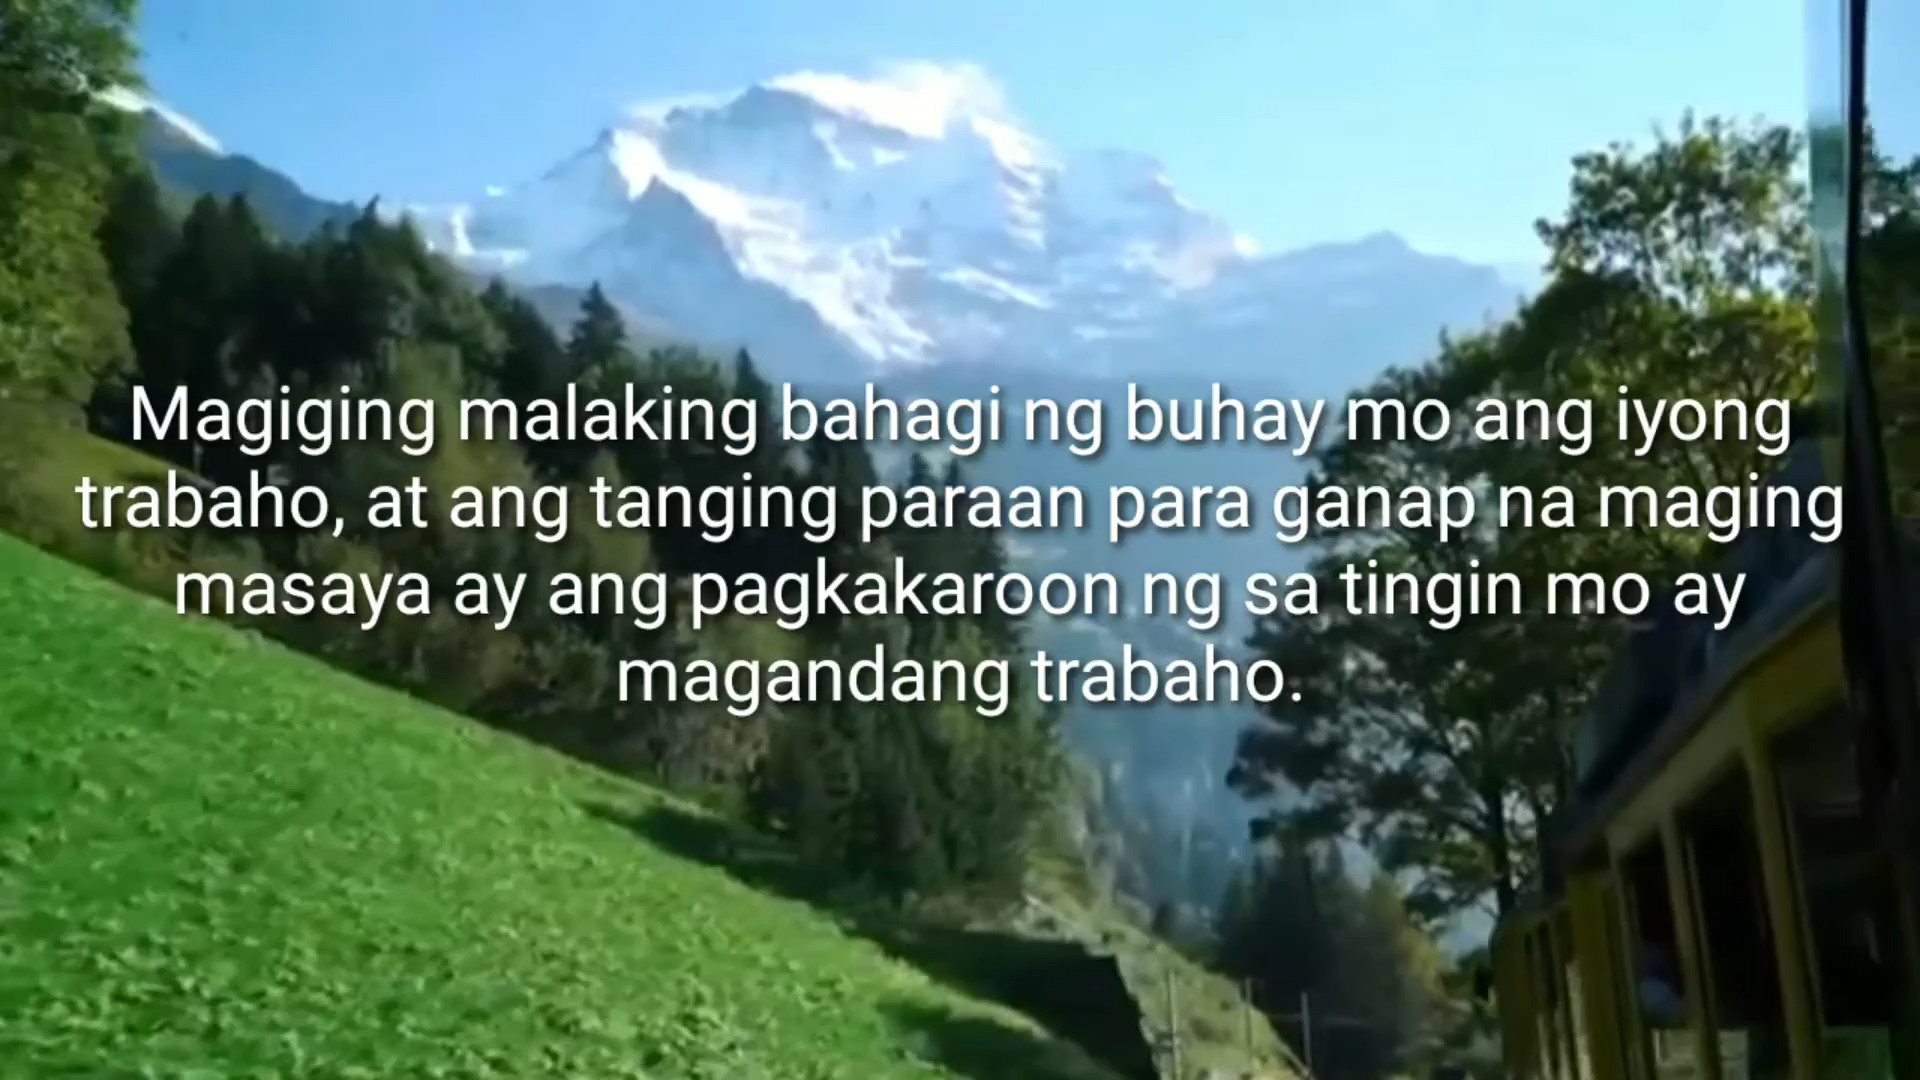 Magiging malaking bahagi ng buhay mo ang iyong
trabaho, at ang tanging paraan para ganap na maging
masaya ay ang pagkakaroon ng sa tingin mo ay
magandang trabaho.